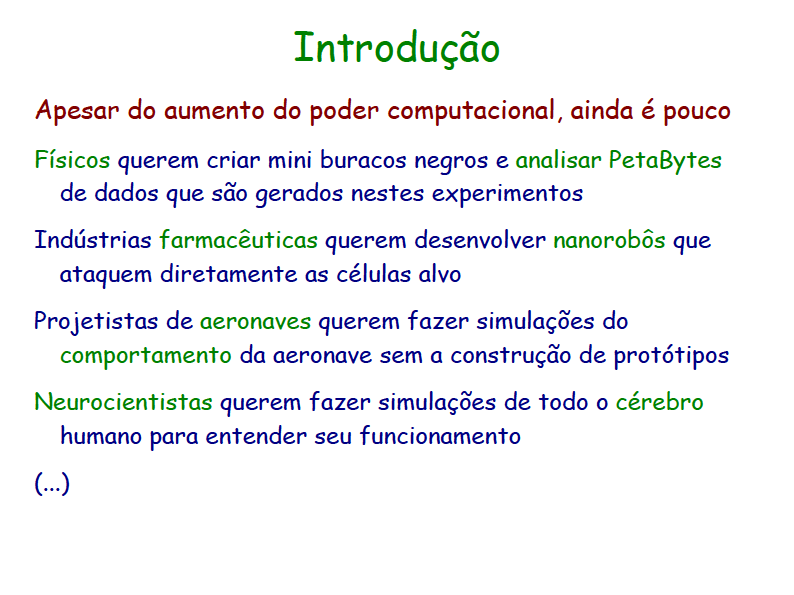 Introdução
Apesar do aumento do poder computacional, ainda é pouco
Físicos querem criar mini buracos negros e analisar PetaBytes
de dados que são gerados nestes experimentos
Indústrias farmacêuticas querem desenvolver nanorobôs que
ataquem diretamente as células alvo
Projetistas de aeronaves querem fazer simulações do
comportamento da aeronave sem a construção de protótipos
Neurocientistas querem fazer simulações de todo o cérebro
humano para entender seu funcionamento
(...)